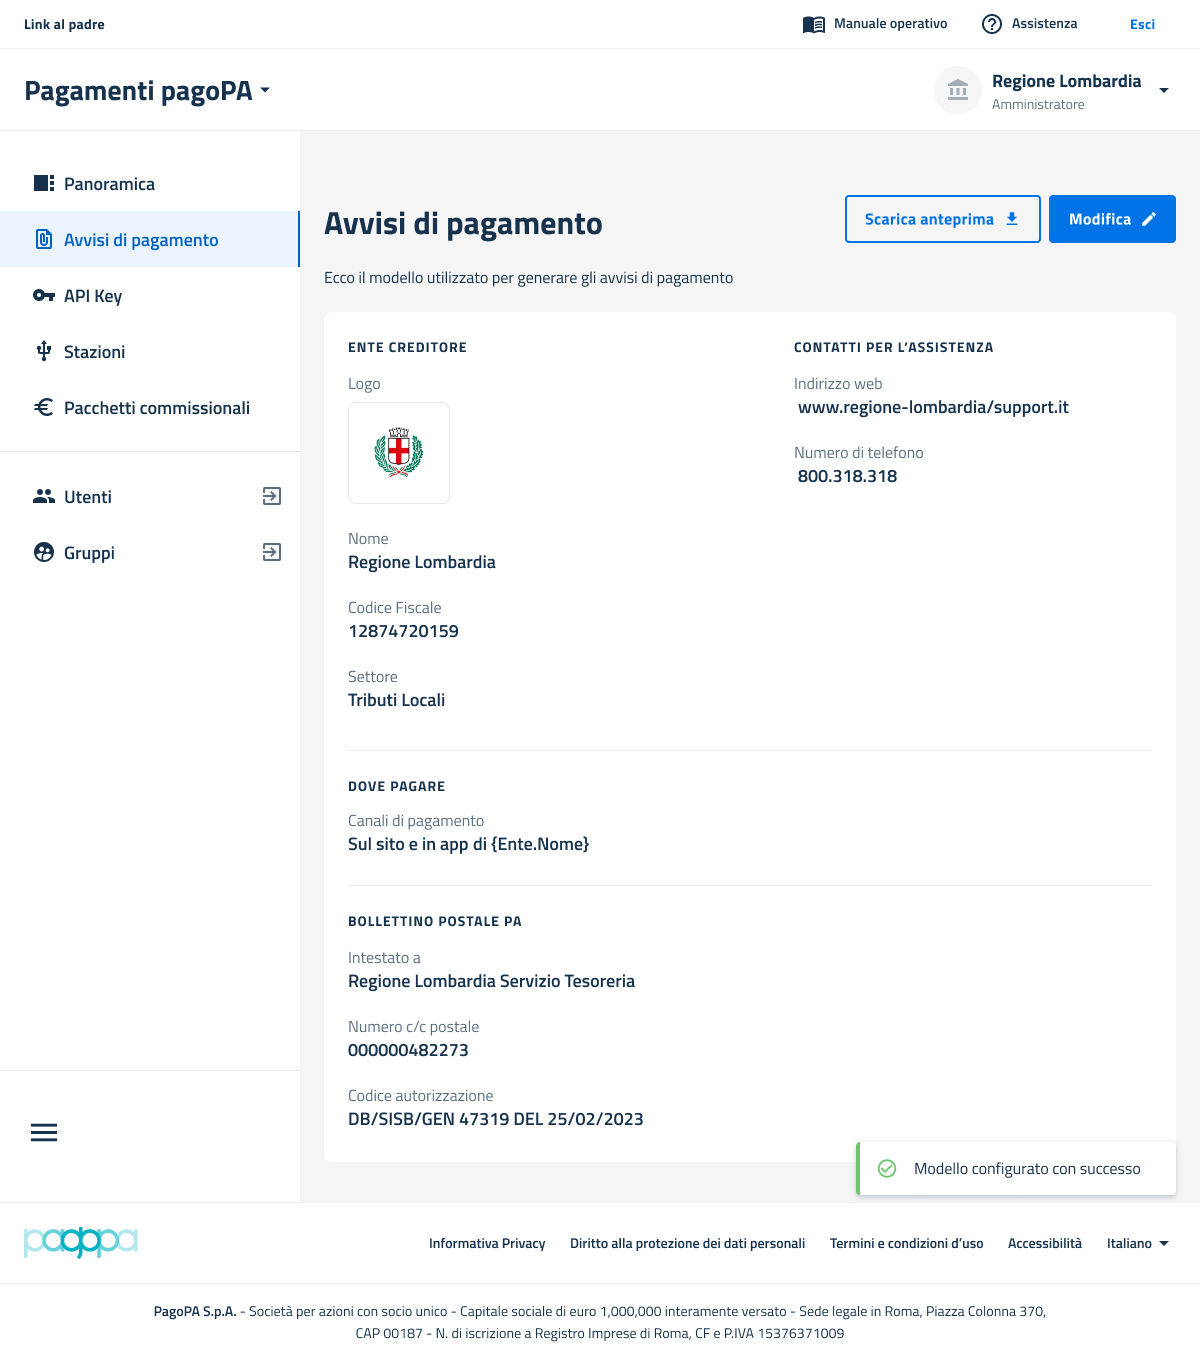 Link al padre
Manuale operativo
Assistenza
Esci
Pagamenti pagoPA
Regione Lombardia
Amministratore
Panoramica
Avvisi di pagamento
API Key
Stazioni
Pacchetti commissionali
Utenti
Gruppi
Avvisi di pagamento
Scarica anteprima
Modifica
Ecco il modello utilizzato per generare gli avvisi di pagamento
ENTE CREDITORE
Logo
Nome
Regione Lombardia
Codice Fiscale
12874720159
Settore
Tributi Locali
CONTATTI PER L’ASSISTENZA
Indirizzo web
www.regione-lombardia/support.it
Numero di telefono
800.318.318
DOVE PAGARE
Canali di pagamento
Sul sito e in app di {Ente.Nome}
BOLLETTINO POSTALE PA
Intestato a
Regione Lombardia Servizio Tesoreria
Numero c/c postale
000000482273
Codice autorizzazione
DB/SISB/GEN 47319 DEL 25/02/2023
Modello configurato con successo
pagopa
Informativa Privacy
Diritto alla protezione dei dati personali
Termini e condizioni d’uso
Accessibilità
Italiano
PagoPA S.p.A. - Società per azioni con socio unico - Capitale sociale di euro 1,000,000 interamente versato - Sede legale in Roma, Piazza Colonna 370,
CAP 00187 - N. di iscrizione a Registro Imprese di Roma, CF e P.IVA 15376371009